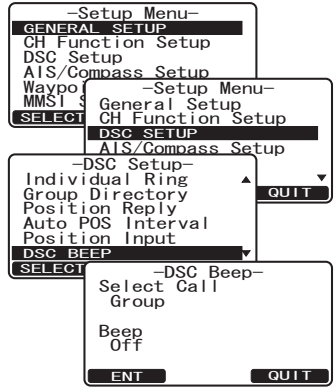 –Setup Menu–
GENERAL SETUP
CH Function Setup
DSC Setup
AIS/Compass Setup
Waypoi
MMSI S
SELECT
–Setup Menu–
General Setup
CH Function Setup
DSC SETUP
AIS/Compass Setup
QUIT
–DSC Setup–
Individual Ring
Group Directory
Position Reply
Auto POS Interval
Position Input
DSC BEEP
SELECT
–DSC Beep–
Select Call
Group
Beep
Off
ENT QUIT